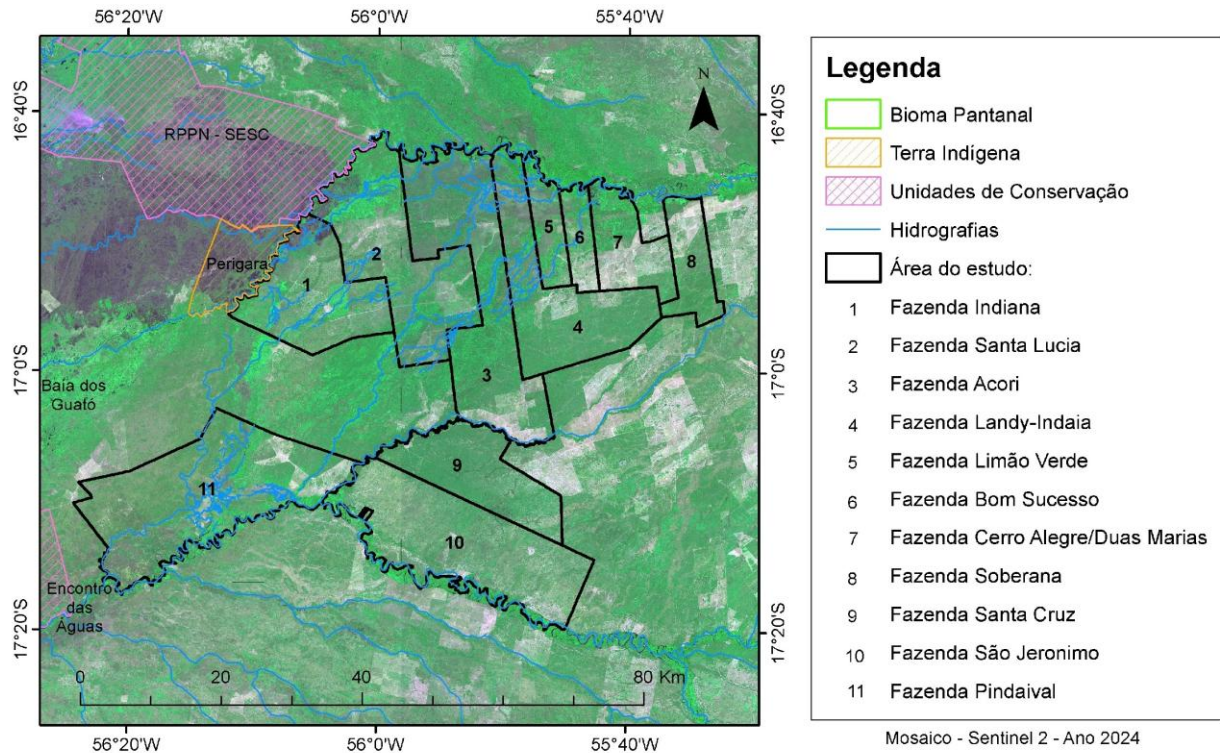 56°20'W 56°0'W 55°40'W
16°40'S 16°40'S
17°0'S 17°0'S
17°20'S 17°20'S
N
RPPN - SESC
Perigara
Baía dos
Guató
Encontro
das
Águas
1
2
3
4
5
6
7
8
9
10
11
0 20 40 80 Km
56°20'W 56°0'W 55°40'W
Legenda
Bioma Pantanal
Terra Indígena
Unidades de Conservação
Hidrografias
Área do estudo:
1 Fazenda Indiana
2 Fazenda Santa Lucia
3 Fazenda Acori
4 Fazenda Landy-Indaia
5 Fazenda Limão Verde
6 Fazenda Bom Sucesso
7 Fazenda Cerro Alegre/Duas Marias
8 Fazenda Soberana
9 Fazenda Santa Cruz
10 Fazenda São Jeronimo
11 Fazenda Pindaival
Mosaico - Sentinel 2 - Ano 2024